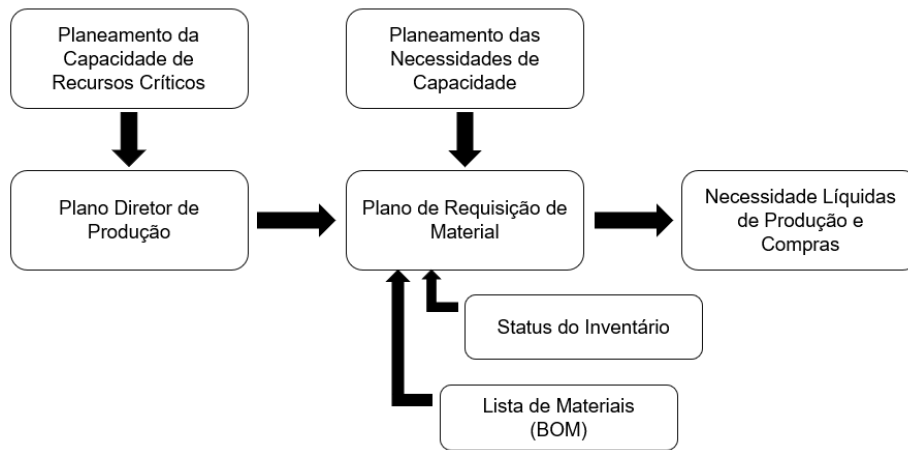 Planeamento da
Capacidade de
Recursos Críticos
Planeamento das
Necessidades de
Capacidade
Plano Diretor de
Produção
Plano de Requisição de
Material
Necessidade Líquidas
de Produção e
Compras
Status do Inventário
Lista de Materiais
(BOM)